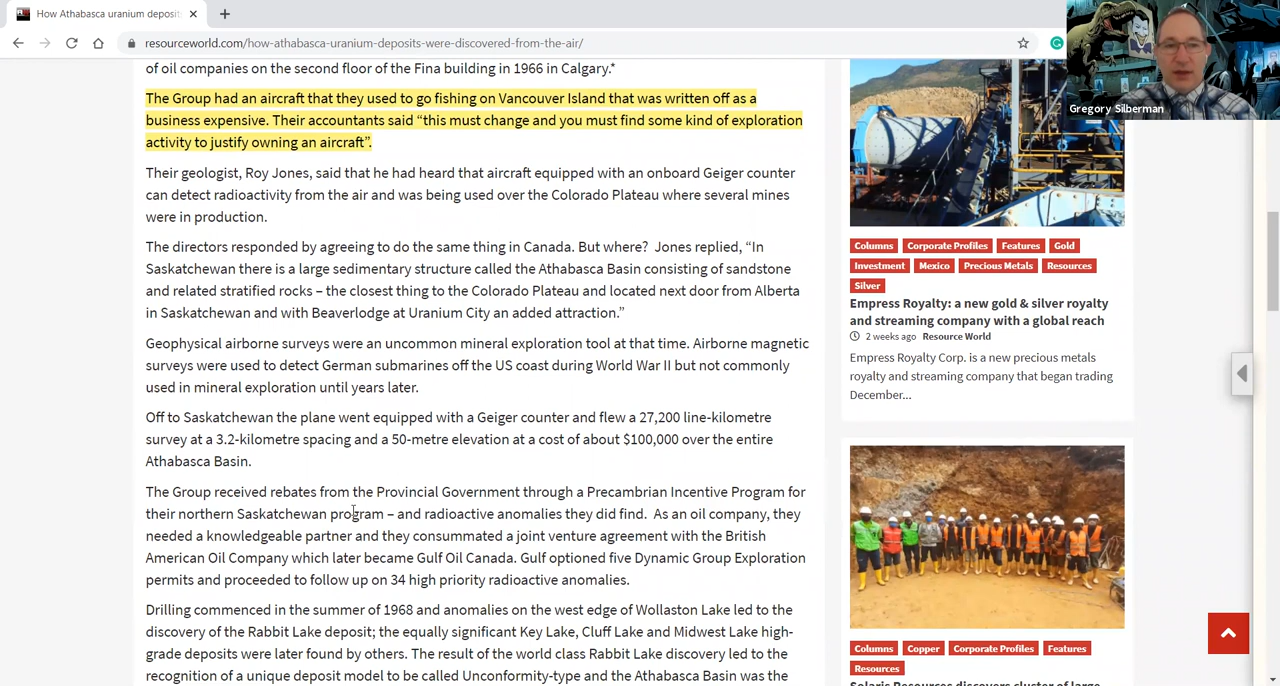 How Athabasca uranium deposit
resourceworld.com/how-athabasca-uranium-deposits-were-discovered-from-the-air/
Gregory Silberman
of oil companies on the second floor of the Fina building in 1966 in Calgary.*
The Group had an aircraft that they used to go fishing on Vancouver Island that was written off as a
business expensive. Their accountants said “this must change and you must find some kind of exploration
activity to justify owning an aircraft”.
Their geologist, Roy Jones, said that he had heard that aircraft equipped with an onboard Geiger counter
can detect radioactivity from the air and was being used over the Colorado Plateau where several mines
were in production.
The directors responded by agreeing to do the same thing in Canada. But where? Jones replied, “In
Saskatchewan there is a large sedimentary structure called the Athabasca Basin consisting of sandstone
and related stratified rocks – the closest thing to the Colorado Plateau and located next door from Alberta
in Saskatchewan and with Beaverlodge at Uranium City an added attraction.”
Geophysical airborne surveys were an uncommon mineral exploration tool at that time. Airborne magnetic
surveys were used to detect German submarines off the US coast during World War II but not commonly
used in mineral exploration until years later.
Off to Saskatchewan the plane went equipped with a Geiger counter and flew a 27,200 line-kilometre
survey at a 3.2-kilometre spacing and a 50-metre elevation at a cost of about $100,000 over the entire
Athabasca Basin.
The Group received rebates from the Provincial Government through a Precambrian Incentive Program for
their northern Saskatchewan program – and radioactive anomalies they did find. As an oil company, they
needed a knowledgeable partner and they consummated a joint venture agreement with the British
American Oil Company which later became Gulf Oil Canada. Gulf optioned five Dynamic Group Exploration
permits and proceeded to follow up on 34 high priority radioactive anomalies.
Drilling commenced in the summer of 1968 and anomalies on the west edge of Wollaston Lake led to the
discovery of the Rabbit Lake deposit; the equally significant Key Lake, Cluff Lake and Midwest Lake high-
grade deposits were later found by others. The result of the world class Rabbit Lake discovery led to the
recognition of a unique deposit model to be called Unconformity-type and the Athabasca Basin was the
Columns Corporate Profiles Features Gold
Investment Mexico Precious Metals Resources
Silver
Empress Royalty: a new gold & silver royalty
and streaming company with a global reach
2 weeks ago Resource World
Empress Royalty Corp. is a new precious metals
royalty and streaming company that began trading
December...
Columns Copper Corporate Profiles Features
Resources
Solaris Resources discovers cluster of large